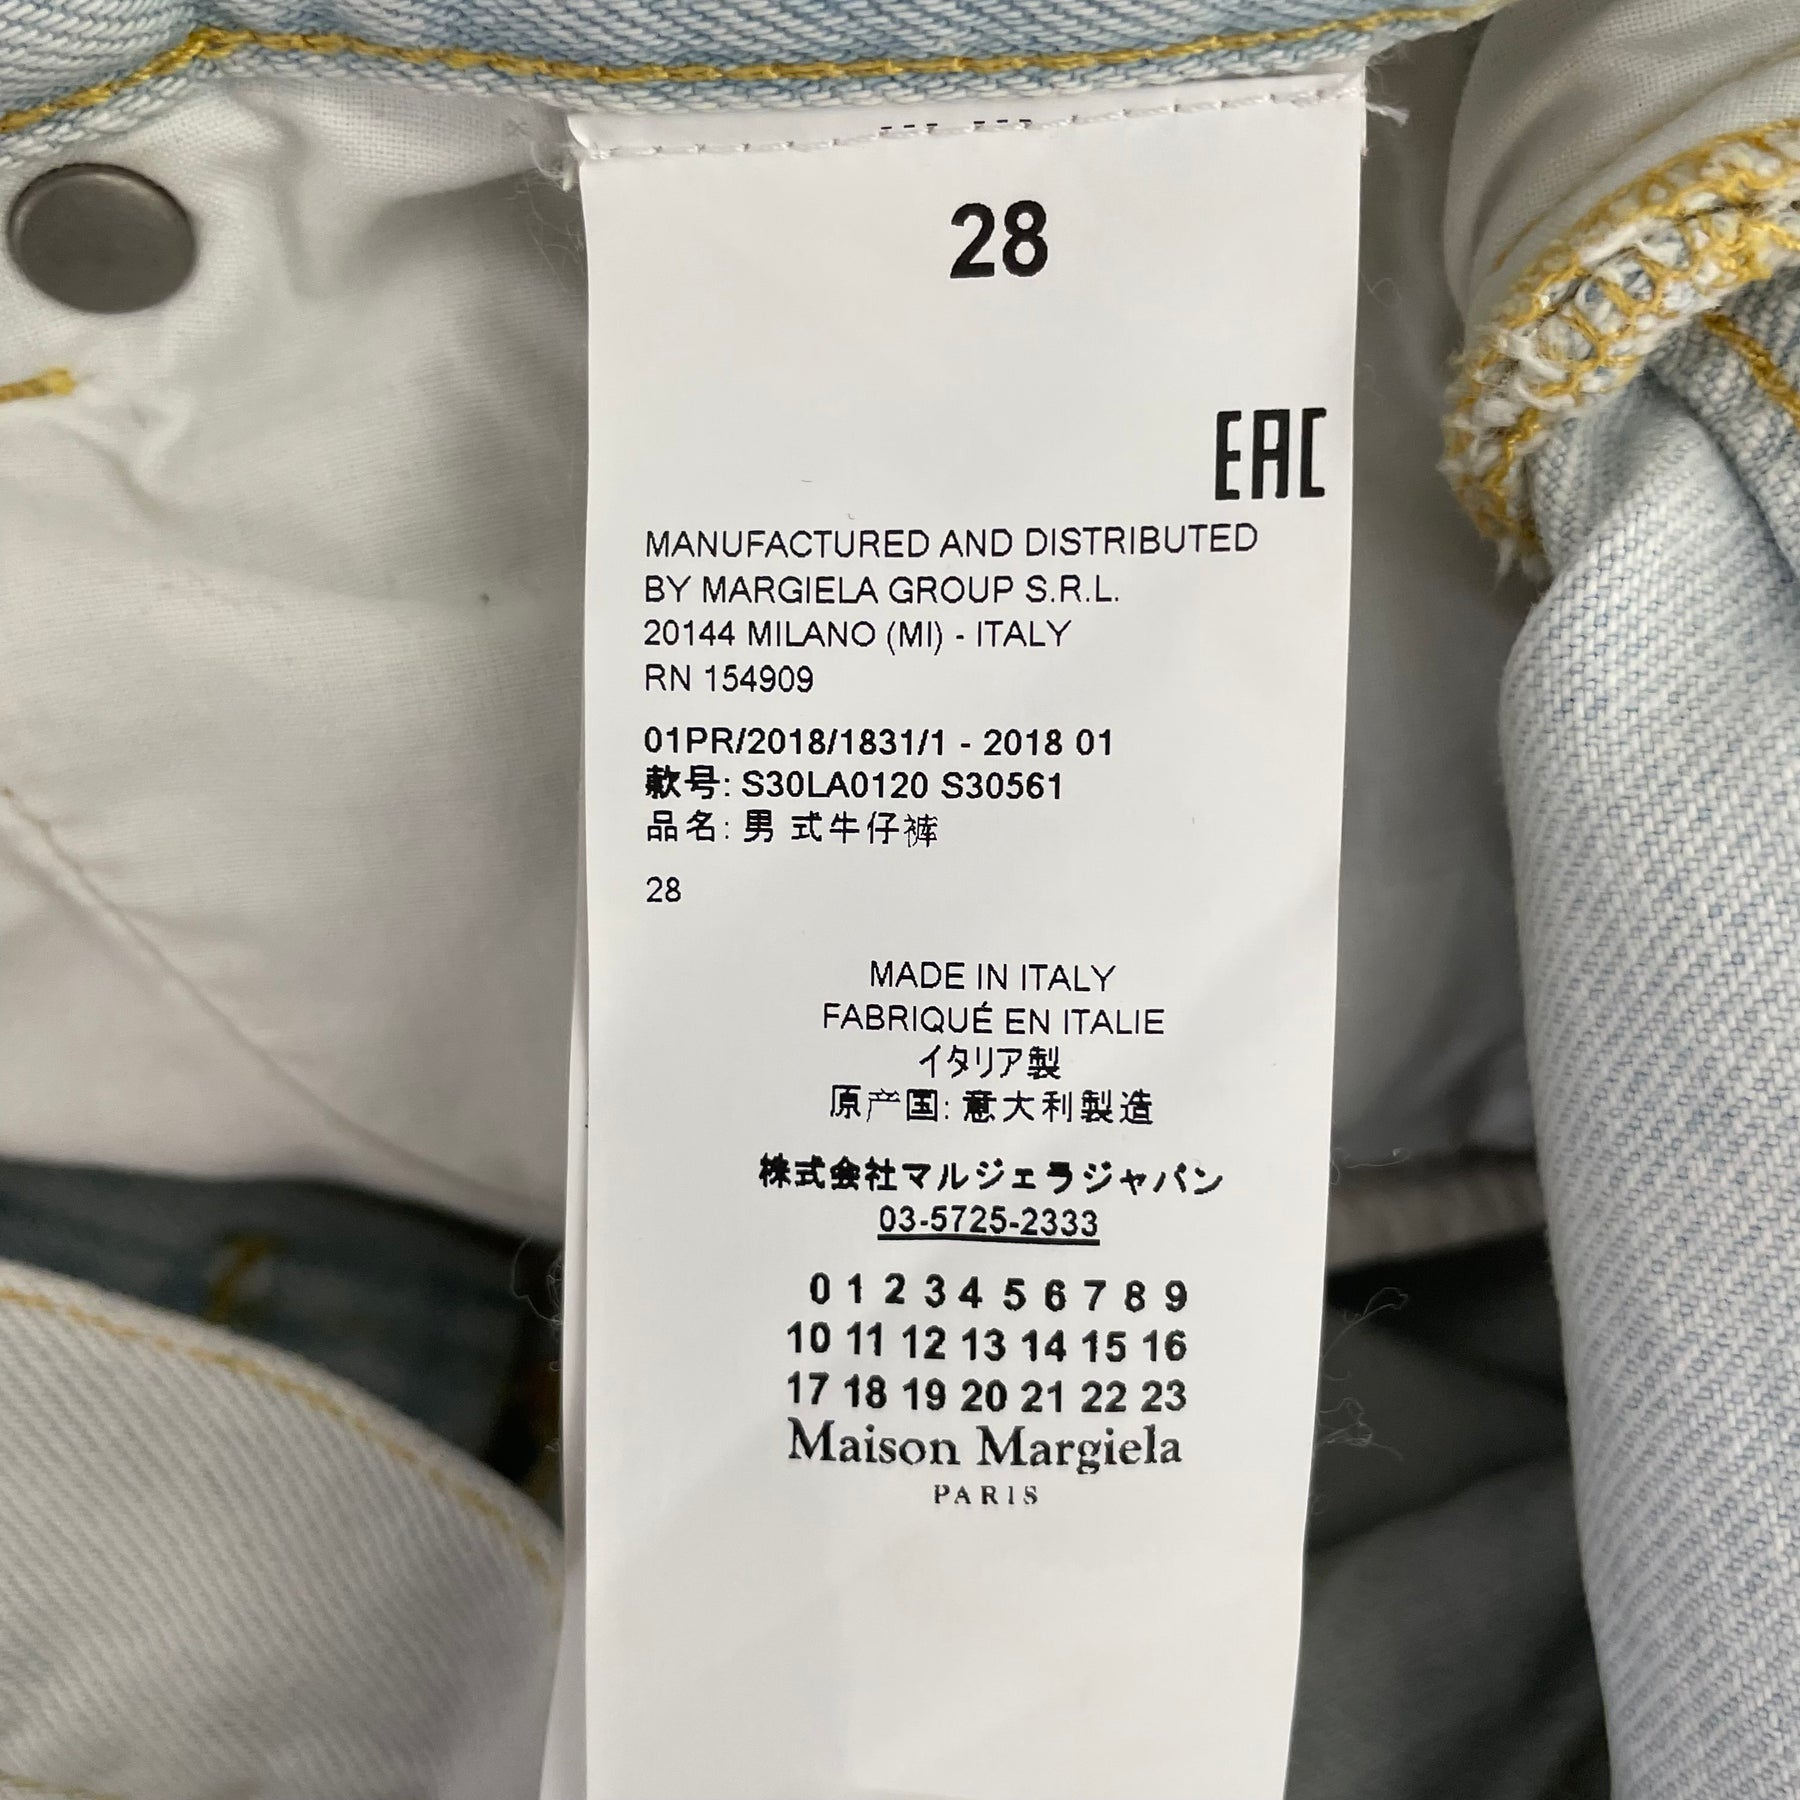 28
EAC
MANUFACTURED AND DISTRIBUTED
BY MARGIELA GROUP S.R.L.
20144 MILANO (MI) - ITALY
RN 154909
01PR/2018/1831/1 - 2018 01
款号: S30LA0120 S30561
品名: 男 式牛仔裤
28
MADE IN ITALY
FABRIQUÉ EN ITALIE
イタリア製
原产国: 意大利製造
株式会社マルジェラジャパン
03-5725-2333
0 1 2 3 4 5 6 7 8 9
10 11 12 13 14 15 16
17 18 19 20 21 22 23
Maison Margiela
PARIS